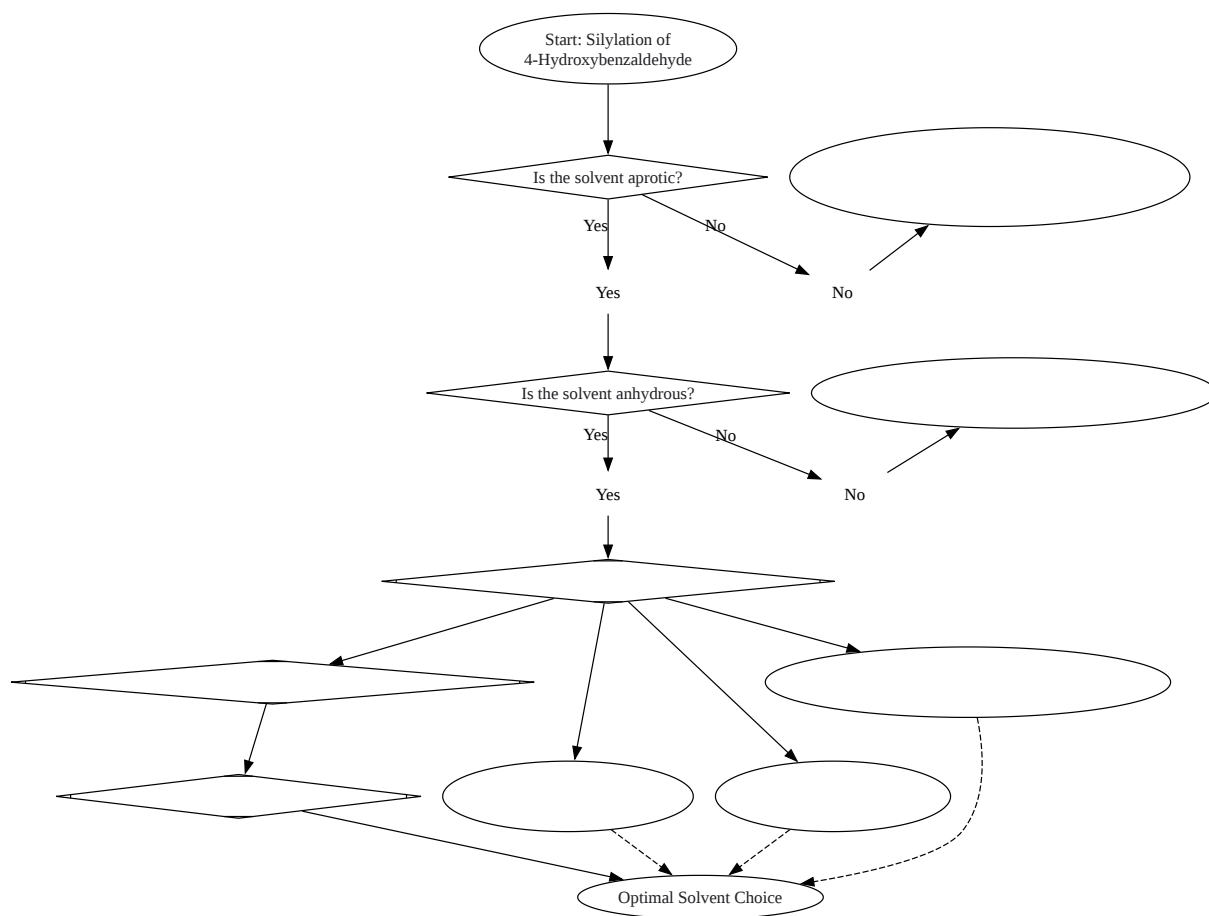 Start: Silylation of
4-Hydroxybenzaldehyde
Is the solvent aprotic?
Yes
No
Yes
No
Is the solvent anhydrous?
Yes
No
Yes
No
Optimal Solvent Choice